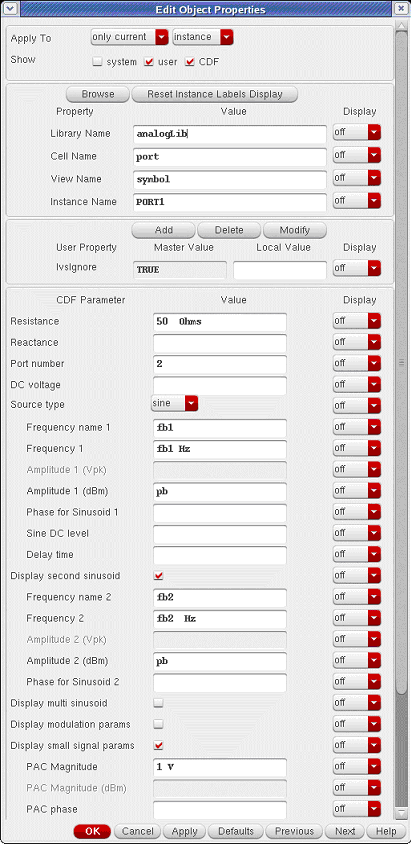 Edit Object Properties
Apply To only current instance
Show system user CDF
Browse Reset Instance Labels Display
Property Value Display
Library Name analogLib off
Cell Name port off
View Name symbol off
Instance Name PORT1 off
Add Delete Modify
User Property Master Value Local Value Display
lvsIgnore TRUE off
CDF Parameter Value Display
Resistance 50 Ohms off
Reactance off
Port number 2 off
DC voltage off
Source type sine off
Frequency name 1 fb1 off
Frequency 1 fb1 Hz off
Amplitude 1 (Vpk) off
Amplitude 1 (dBm) pb off
Phase for Sinusoid 1 off
Sine DC level off
Delay time off
Display second sinusoid off
Frequency name 2 fb2 off
Frequency 2 fb2 Hz off
Amplitude 2 (Vpk) off
Amplitude 2 (dBm) pb off
Phase for Sinusoid 2 off
Display multi sinusoid off
Display modulation params off
Display small signal params off
PAC Magnitude 1 V off
PAC Magnitude (dBm) off
PAC phase off
OK Cancel Apply Defaults Previous Next Help